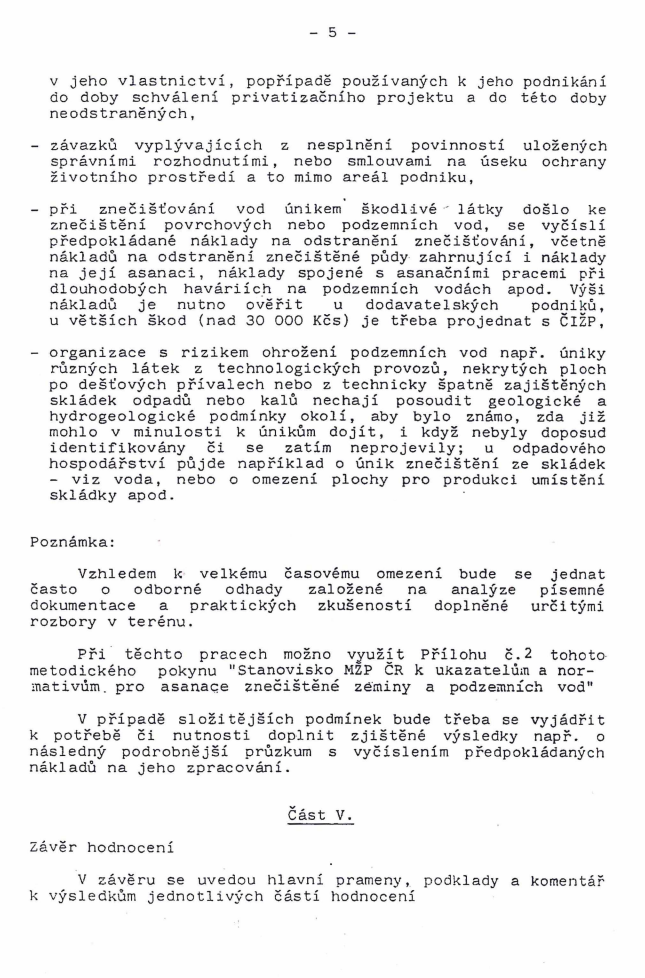 - 5 -
v jeho vlastnictví, popřípadě používaných k jeho podnikání
do doby schválení privatizačního projektu a do této doby
neodstraněných,
- závazků vyplývajících z nesplnění povinností uložených
správními rozhodnutími, nebo smlouvami na úseku ochrany
životního prostředí a to mimo areál podniku,
- při znečišťování vod únikem škodlivé látky došlo ke
znečištění povrchových nebo podzemních vod, se vyčíslí
předpokládané náklady na odstranění znečišťování, včetně
nákladů na odstranění znečištěné půdy zahrnující i náklady
na její asanaci, náklady spojené s asanačními pracemi při
dlouhodobých haváriích na podzemních vodách apod. Výši
nákladů je nutno ověřit u dodavatelských podniků,
u větších škod (nad 30 000 Kčs) je třeba projednat s ČIŽP,
- organizace s rizikem ohrožení podzemních vod např. úniky
různých látek z technologických provozů, nekrytých ploch
po dešťových přívalech nebo z technicky špatně zajištěných
skládek odpadů nebo kalů nechají posoudit geologické a
hydrogeologické podmínky okolí, aby bylo známo, zda již
mohlo v minulosti k únikům dojít, i když nebyly doposud
identifikovány či se zatím neprojevily; u odpadového
hospodářství půjde například o únik znečištění ze skládek
- viz voda, nebo o omezení plochy pro produkci umístění
skládky apod.
Poznámka:
Vzhledem k velkému časovému omezení bude se jednat
často o odborné odhady založené na analýze písemné
dokumentace a praktických zkušeností doplněné určitými
rozbory v terénu.
Při těchto pracech možno využít Přílohu č.2 tohoto
metodického pokynu "Stanovisko MŽP ČR k ukazatelům a nor-
mativům pro asanace znečištěné zeminy a podzemních vod"
V případě složitějších podmínek bude třeba se vyjádřit
k potřebě či nutnosti doplnit zjištěné výsledky např. o
následný podrobnější průzkum s vyčíslením předpokládaných
nákladů na jeho zpracování.
Část V.
Závěr hodnocení
V závěru se uvedou hlavní prameny, podklady a komentář
k výsledkům jednotlivých částí hodnocení